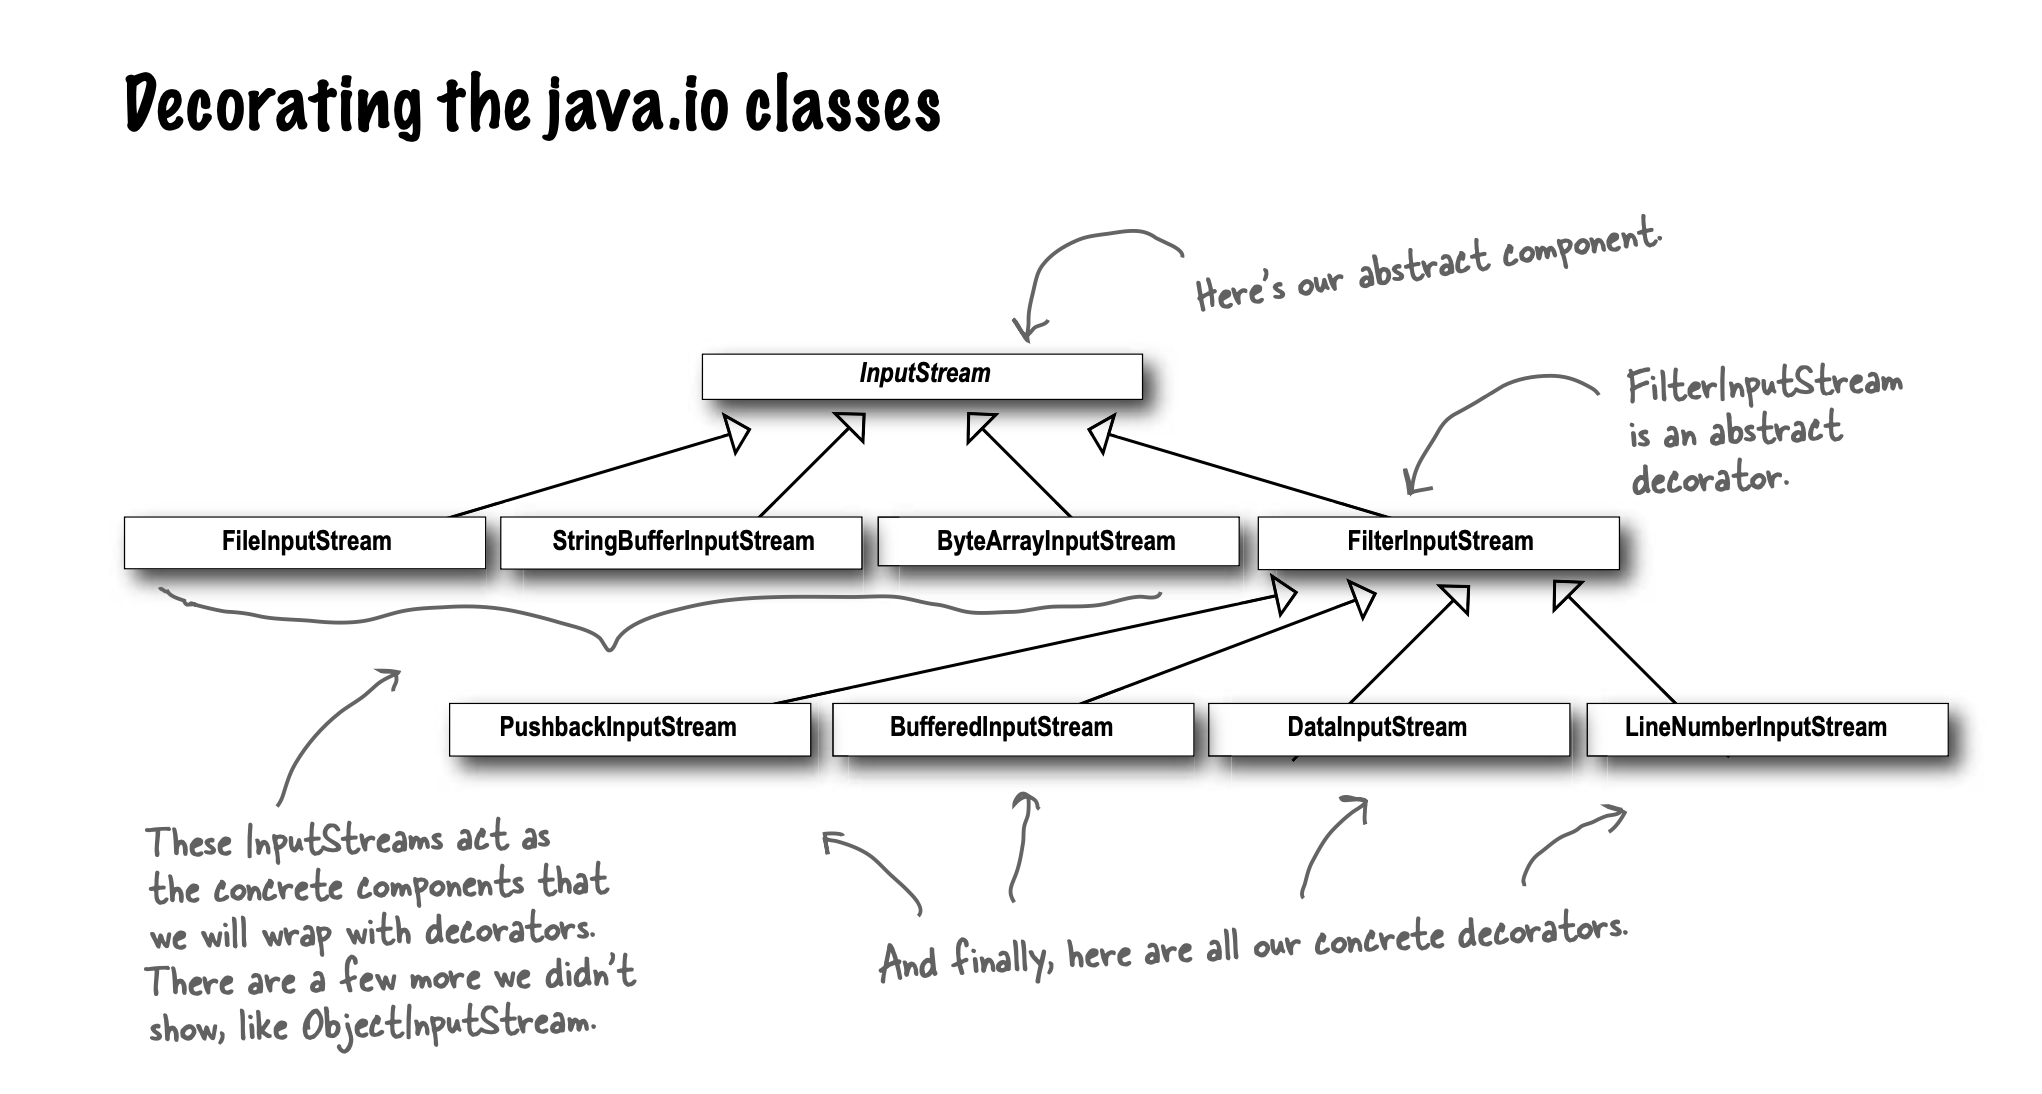 Decorating the java.io classes
Here's our abstract component.
InputStream
FilterInputStream
is an abstract
decorator.
FileInputStream
StringBufferInputStream
ByteArrayInputStream
FilterInputStream
PushbackInputStream
BufferedInputStream
DataInputStream
LineNumberInputStream
These InputStreams act as
the concrete components that
we will wrap with decorators.
There are a few more we didn't
show, like ObjectInputStream.
And finally, here are all our concrete decorators.